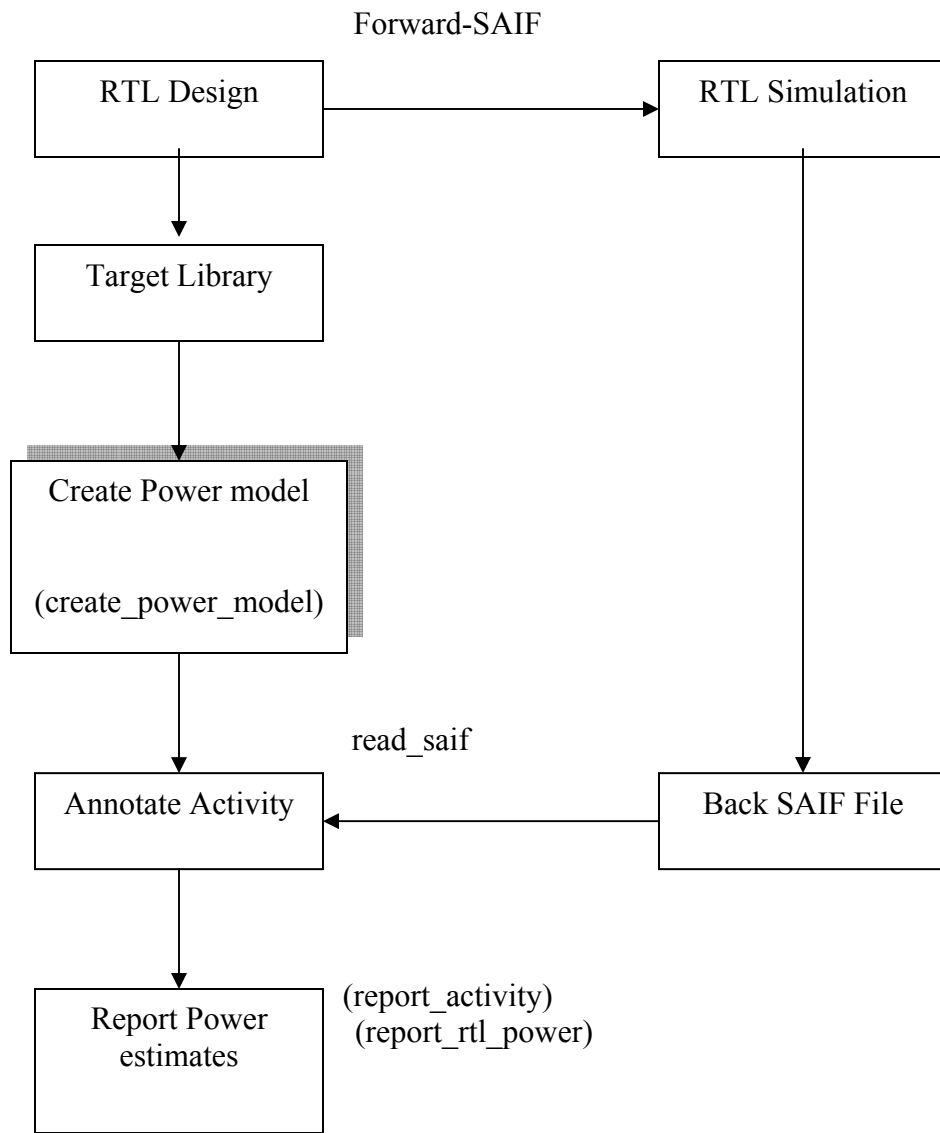 Forward-SAIF
RTL Design
RTL Simulation
Target Library
Create Power model
(create_power_model)
read_saif
Annotate Activity
Back SAIF File
(report_activity)
(report_rtl_power)
Report Power
estimates